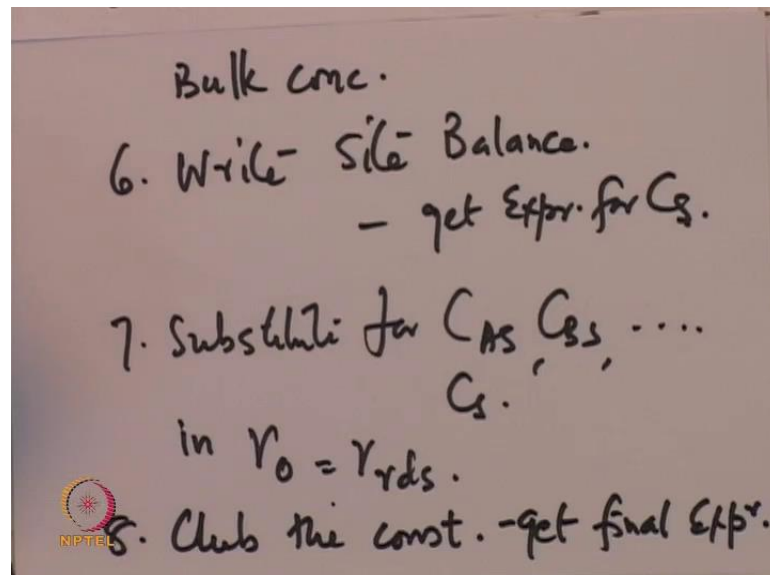 Bulk conc.
6. Write Site Balance.
- get Expr. for Cs.
7. Substitute for CAS, CBS, ....
Cs.
in r0 = rrds.
8. Club the const. - get final Expr.
NPTEL